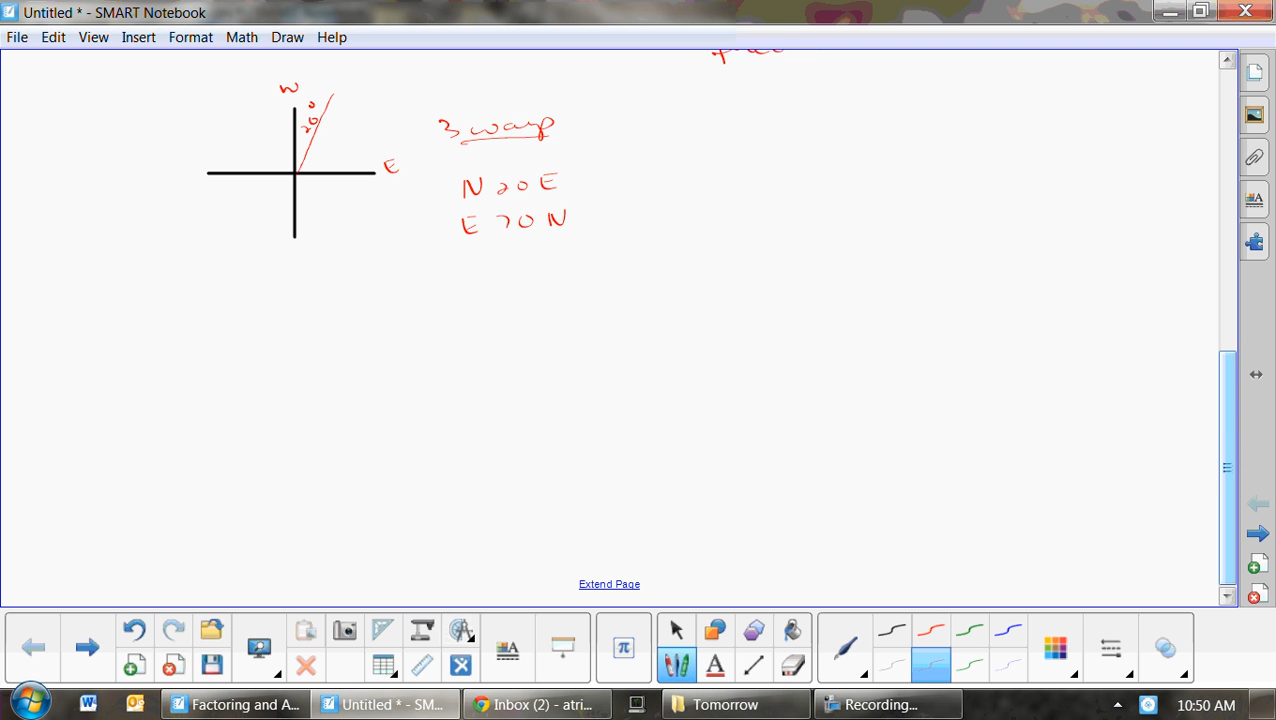 Untitled * - SMART Notebook
File Edit View Insert Format Math Draw Help
N
20°
E
3 ways
N 20 E
E 70 N
Extend Page
π
A
Factoring and A...
Untitled * - SM...
Inbox (2) - atri...
Tomorrow
Recording...
10:50 AM